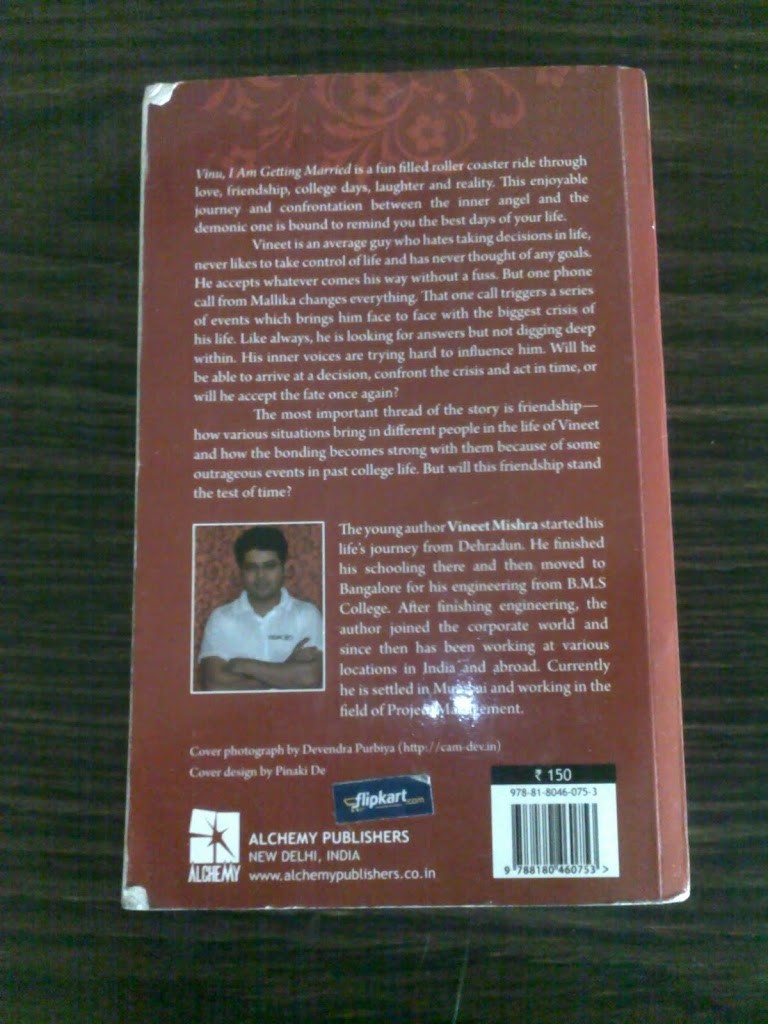 Vinu, I Am Getting Married is a fun filled roller coaster ride through
love, friendship, college days, laughter and reality. This enjoyable
journey and confrontation between the inner angel and the
demonic one is bound to remind you the best days of your life.
Vineet is an average guy who hates taking decisions in life,
never likes to take control of life and has never thought of any goals.
He accepts whatever comes his way without a fuss. But one phone
call from Mallika changes everything. That one call triggers a series
of events which brings him face to face with the biggest crisis of
his life. Like always, he is looking for answers but not digging deep
within. His inner voices are trying hard to influence him. Will he
be able to arrive at a decision, confront the crisis and act in time, or
will he accept the fate once again?
The most important thread of the story is friendship—
how various situations bring in different people in the life of Vineet
and how the bonding becomes strong with them because of some
outrageous events in past college life. But will this friendship stand
the test of time?
The young author Vineet Mishra started his
life's journey from Dehradun. He finished
his schooling there and then moved to
Bangalore for his engineering from B.M.S
College. After finishing engineering, the
author joined the corporate world and
since then has been working at various
locations in India and abroad. Currently
he is settled in Mumbai and working in the
field of Project Management.
Cover photograph by Devendra Purbiya (http://cam-dev.in)
Cover design by Pinaki De
flipkart.com
ALCHEMY
ALCHEMY PUBLISHERS
NEW DELHI, INDIA
www.alchemypublishers.co.in
₹ 150
978-81-8046-075-3
9 788180 460753 >